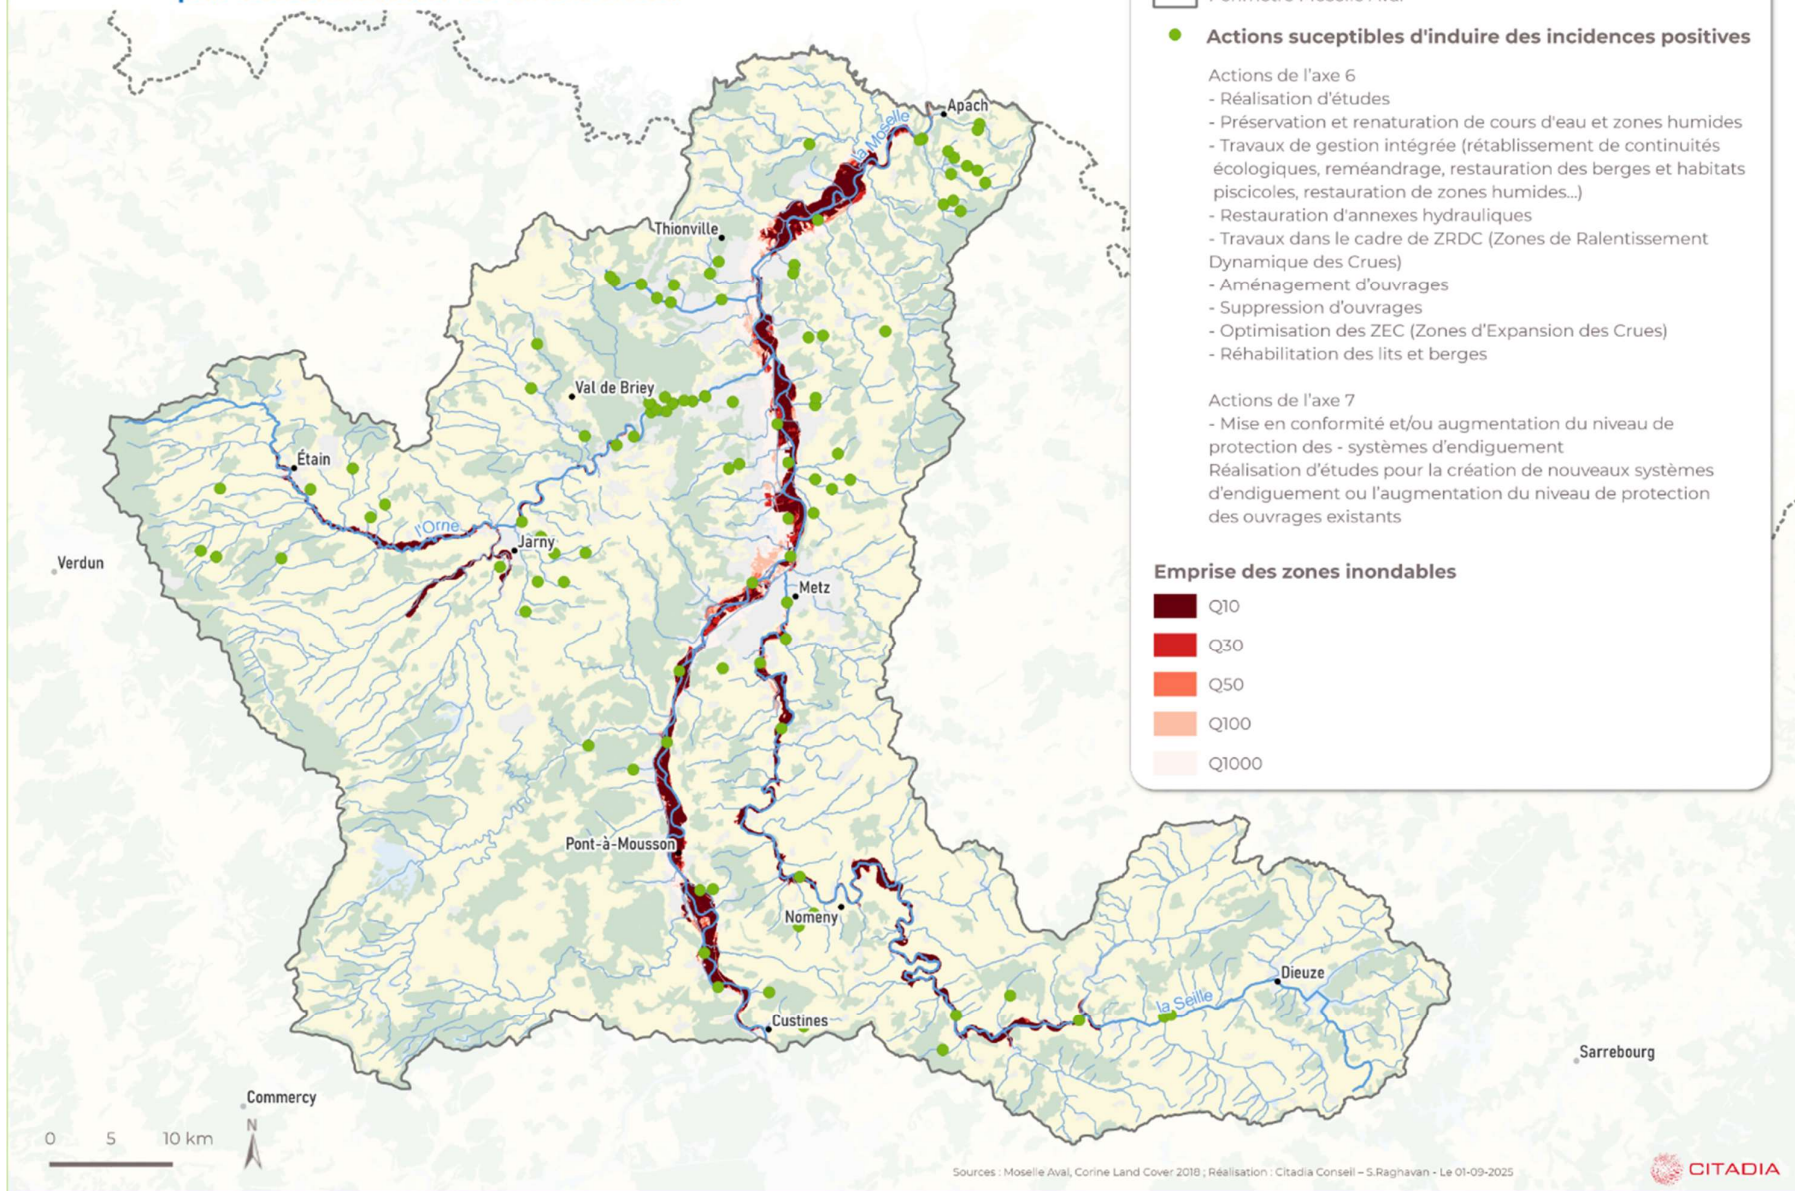 Périmètre Moselle Aval
Actions suceptibles d'induire des incidences positives
Actions de l'axe 6
- Réalisation d'études
- Préservation et renaturation de cours d'eau et zones humides
- Travaux de gestion intégrée (rétablissement de continuités
écologiques, reméandrage, restauration des berges et habitats
piscicoles, restauration de zones humides...)
- Restauration d'annexes hydrauliques
- Travaux dans le cadre de ZRDC (Zones de Ralentissement
Dynamique des Crues)
- Aménagement d'ouvrages
- Suppression d'ouvrages
- Optimisation des ZEC (Zones d'Expansion des Crues)
- Réhabilitation des lits et berges
Actions de l'axe 7
- Mise en conformité et/ou augmentation du niveau de
protection des - systèmes d'endiguement
Réalisation d'études pour la création de nouveaux systèmes
d'endiguement ou l'augmentation du niveau de protection
des ouvrages existants
Emprise des zones inondables
Q10
Q30
Q50
Q100
Q1000
Apach
la Moselle
Thionville
Val de Briey
Étain
l'Orne
Jarny
Verdun
Metz
Pont-à-Mousson
Nomeny
Dieuze
la Seille
Custines
Sarrebourg
Commercy
N
0 5 10 km
Sources : Moselle Aval, Corine Land Cover 2018 ; Réalisation : Citadia Conseil – S.Raghavan - Le 01-09-2025
CITADIA